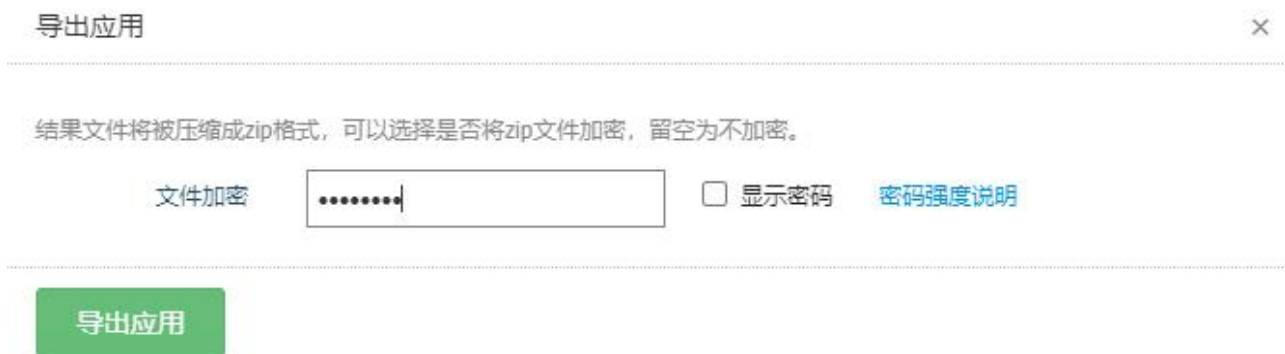 导出应用
×
结果文件将被压缩成zip格式，可以选择是否将zip文件加密，留空为不加密。
文件加密 •••••••• 显示密码 密码强度说明
导出应用